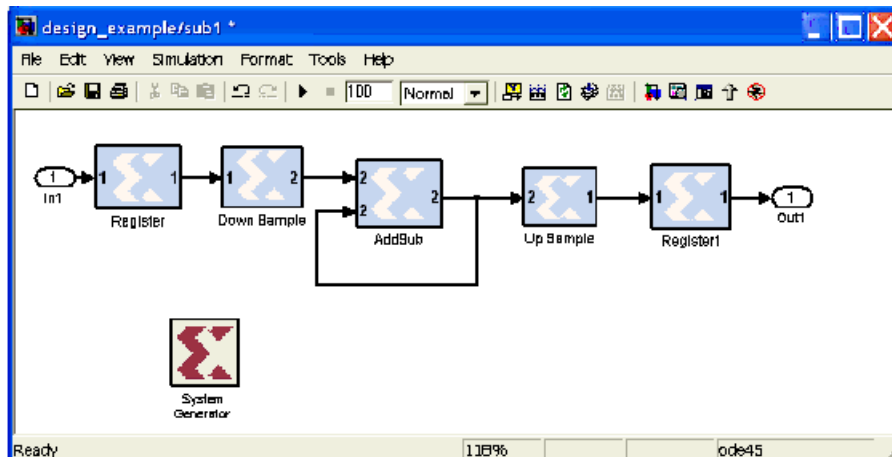 design_example/sub1 *
File Edit View Simulation Format Tools Help
100 Normal
1 1 1 1 2 2 2 2 2 1 1 1 1
In1 Register Down Sample AddSub Up Sample Register1 Out1
System
Generator
Ready 118% ode45